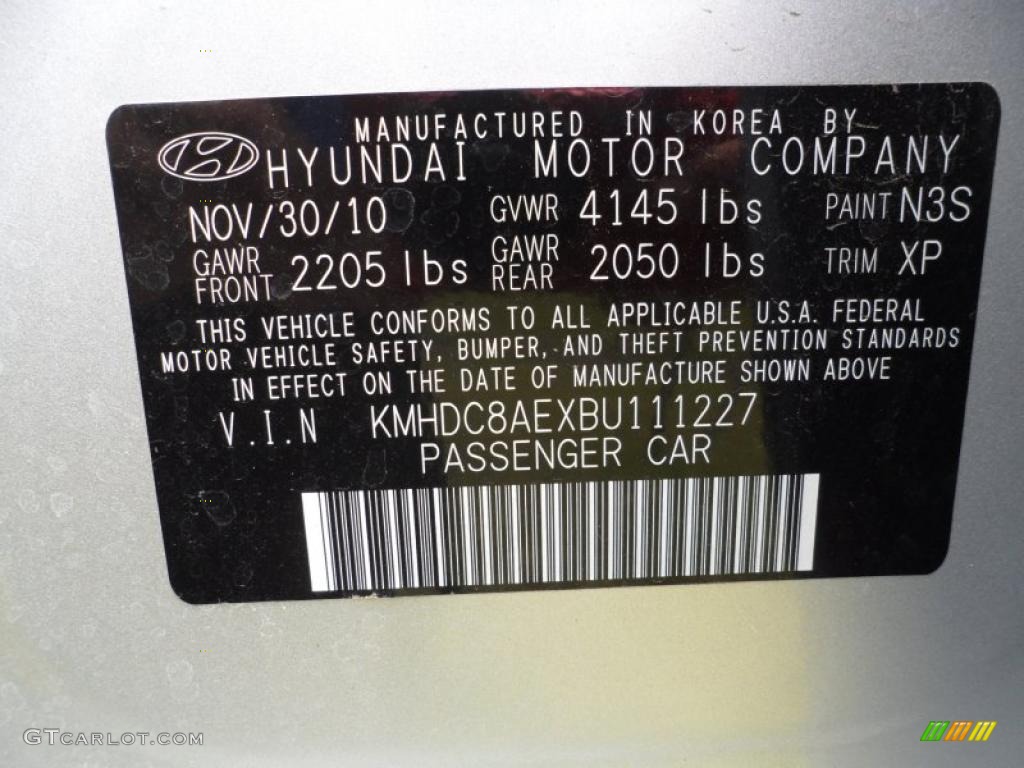 MANUFACTURED IN KOREA BY
HYUNDAI MOTOR COMPANY
NOV/30/10 GVWR 4145 lbs PAINT N3S
GAWR FRONT 2205 lbs GAWR REAR 2050 lbs TRIM XP
THIS VEHICLE CONFORMS TO ALL APPLICABLE U.S.A. FEDERAL
MOTOR VEHICLE SAFETY, BUMPER, AND THEFT PREVENTION STANDARDS
IN EFFECT ON THE DATE OF MANUFACTURE SHOWN ABOVE
V.I.N KMHDC8AEXBU111227
PASSENGER CAR
GTCARLOT.COM